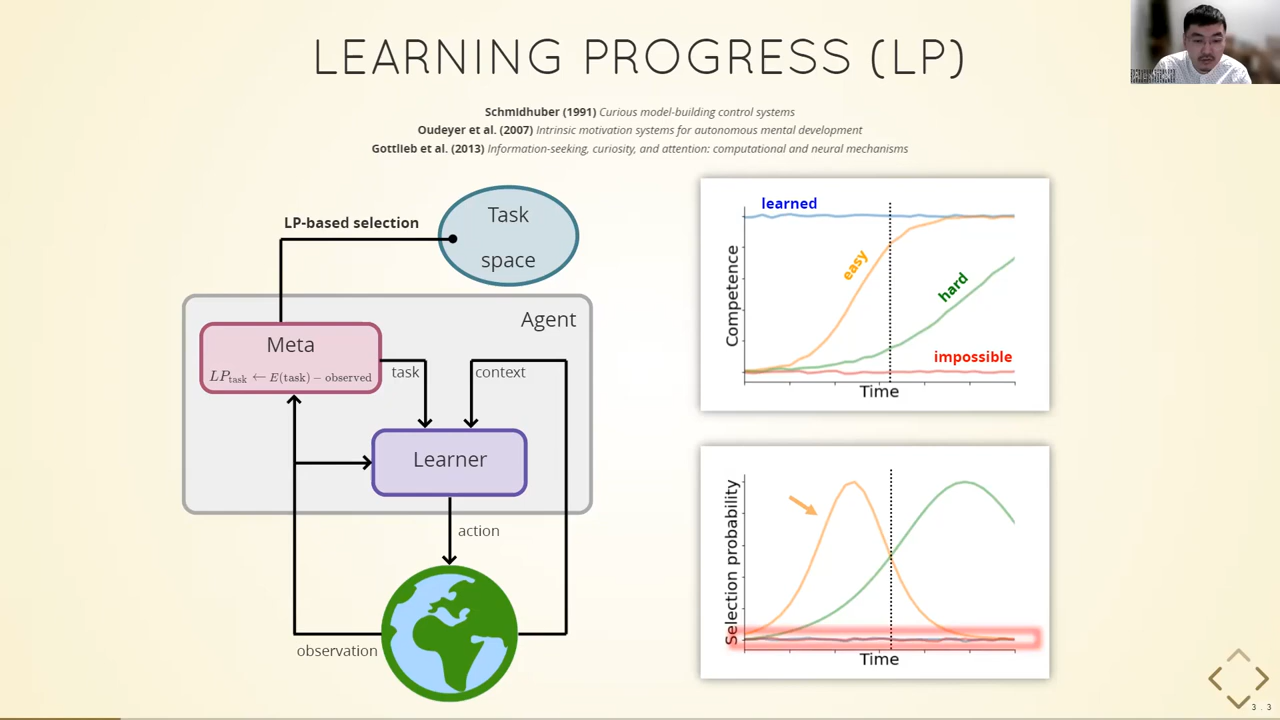 LEARNING PROGRESS (LP)
Schmidhuber (1991) Curious model-building control systems
Oudeyer et al. (2007) Intrinsic motivation systems for autonomous mental development
Gottlieb et al. (2013) Information-seeking, curiosity, and attention: computational and neural mechanisms
LP-based selection
Task
space
Agent
Meta
LP_task ← E(task) − observed
task
context
Learner
action
observation
learned
easy
hard
impossible
Competence
Time
Selection probability
Time
3 . 3